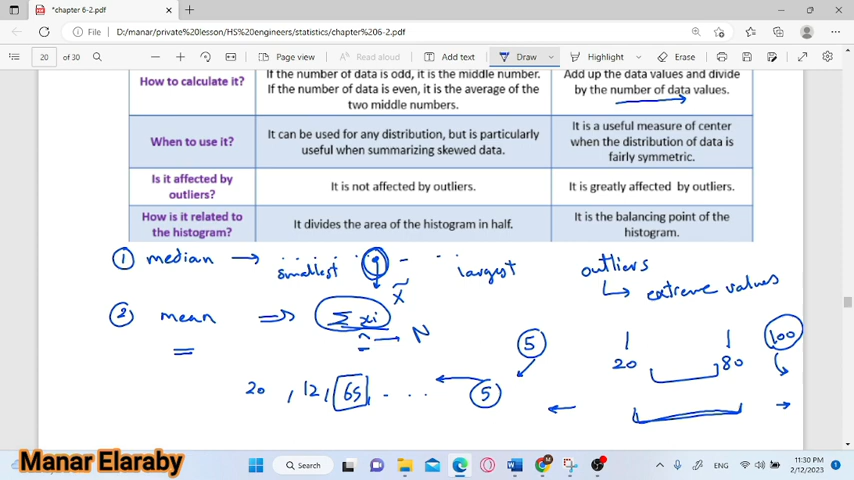 *chapter 6-2.pdf
File | D:/manar/private%20lesson/HS%20engineers/statistics/chapter%206-2.pdf
20 of 30 Page view Read aloud Add text Draw Highlight Erase
How to calculate it?
If the number of data is odd, it is the middle number.
If the number of data is even, it is the average of the
two middle numbers.
Add up the data values and divide
by the number of data values.
When to use it?
It can be used for any distribution, but is particularly
useful when summarizing skewed data.
It is a useful measure of center
when the distribution of data is
fairly symmetric.
Is it affected by
outliers?
It is not affected by outliers.
It is greatly affected by outliers.
How is it related to
the histogram?
It divides the area of the histogram in half.
It is the balancing point of the
histogram.
① median → smallest largest
x̃
outliers
↳ extreme values
② mean ⇒ Σxi
n → N
5
20 80 100
20, 12, 65, . . . 5
Manar Elaraby
Search
ENG
11:30 PM
2/12/2023